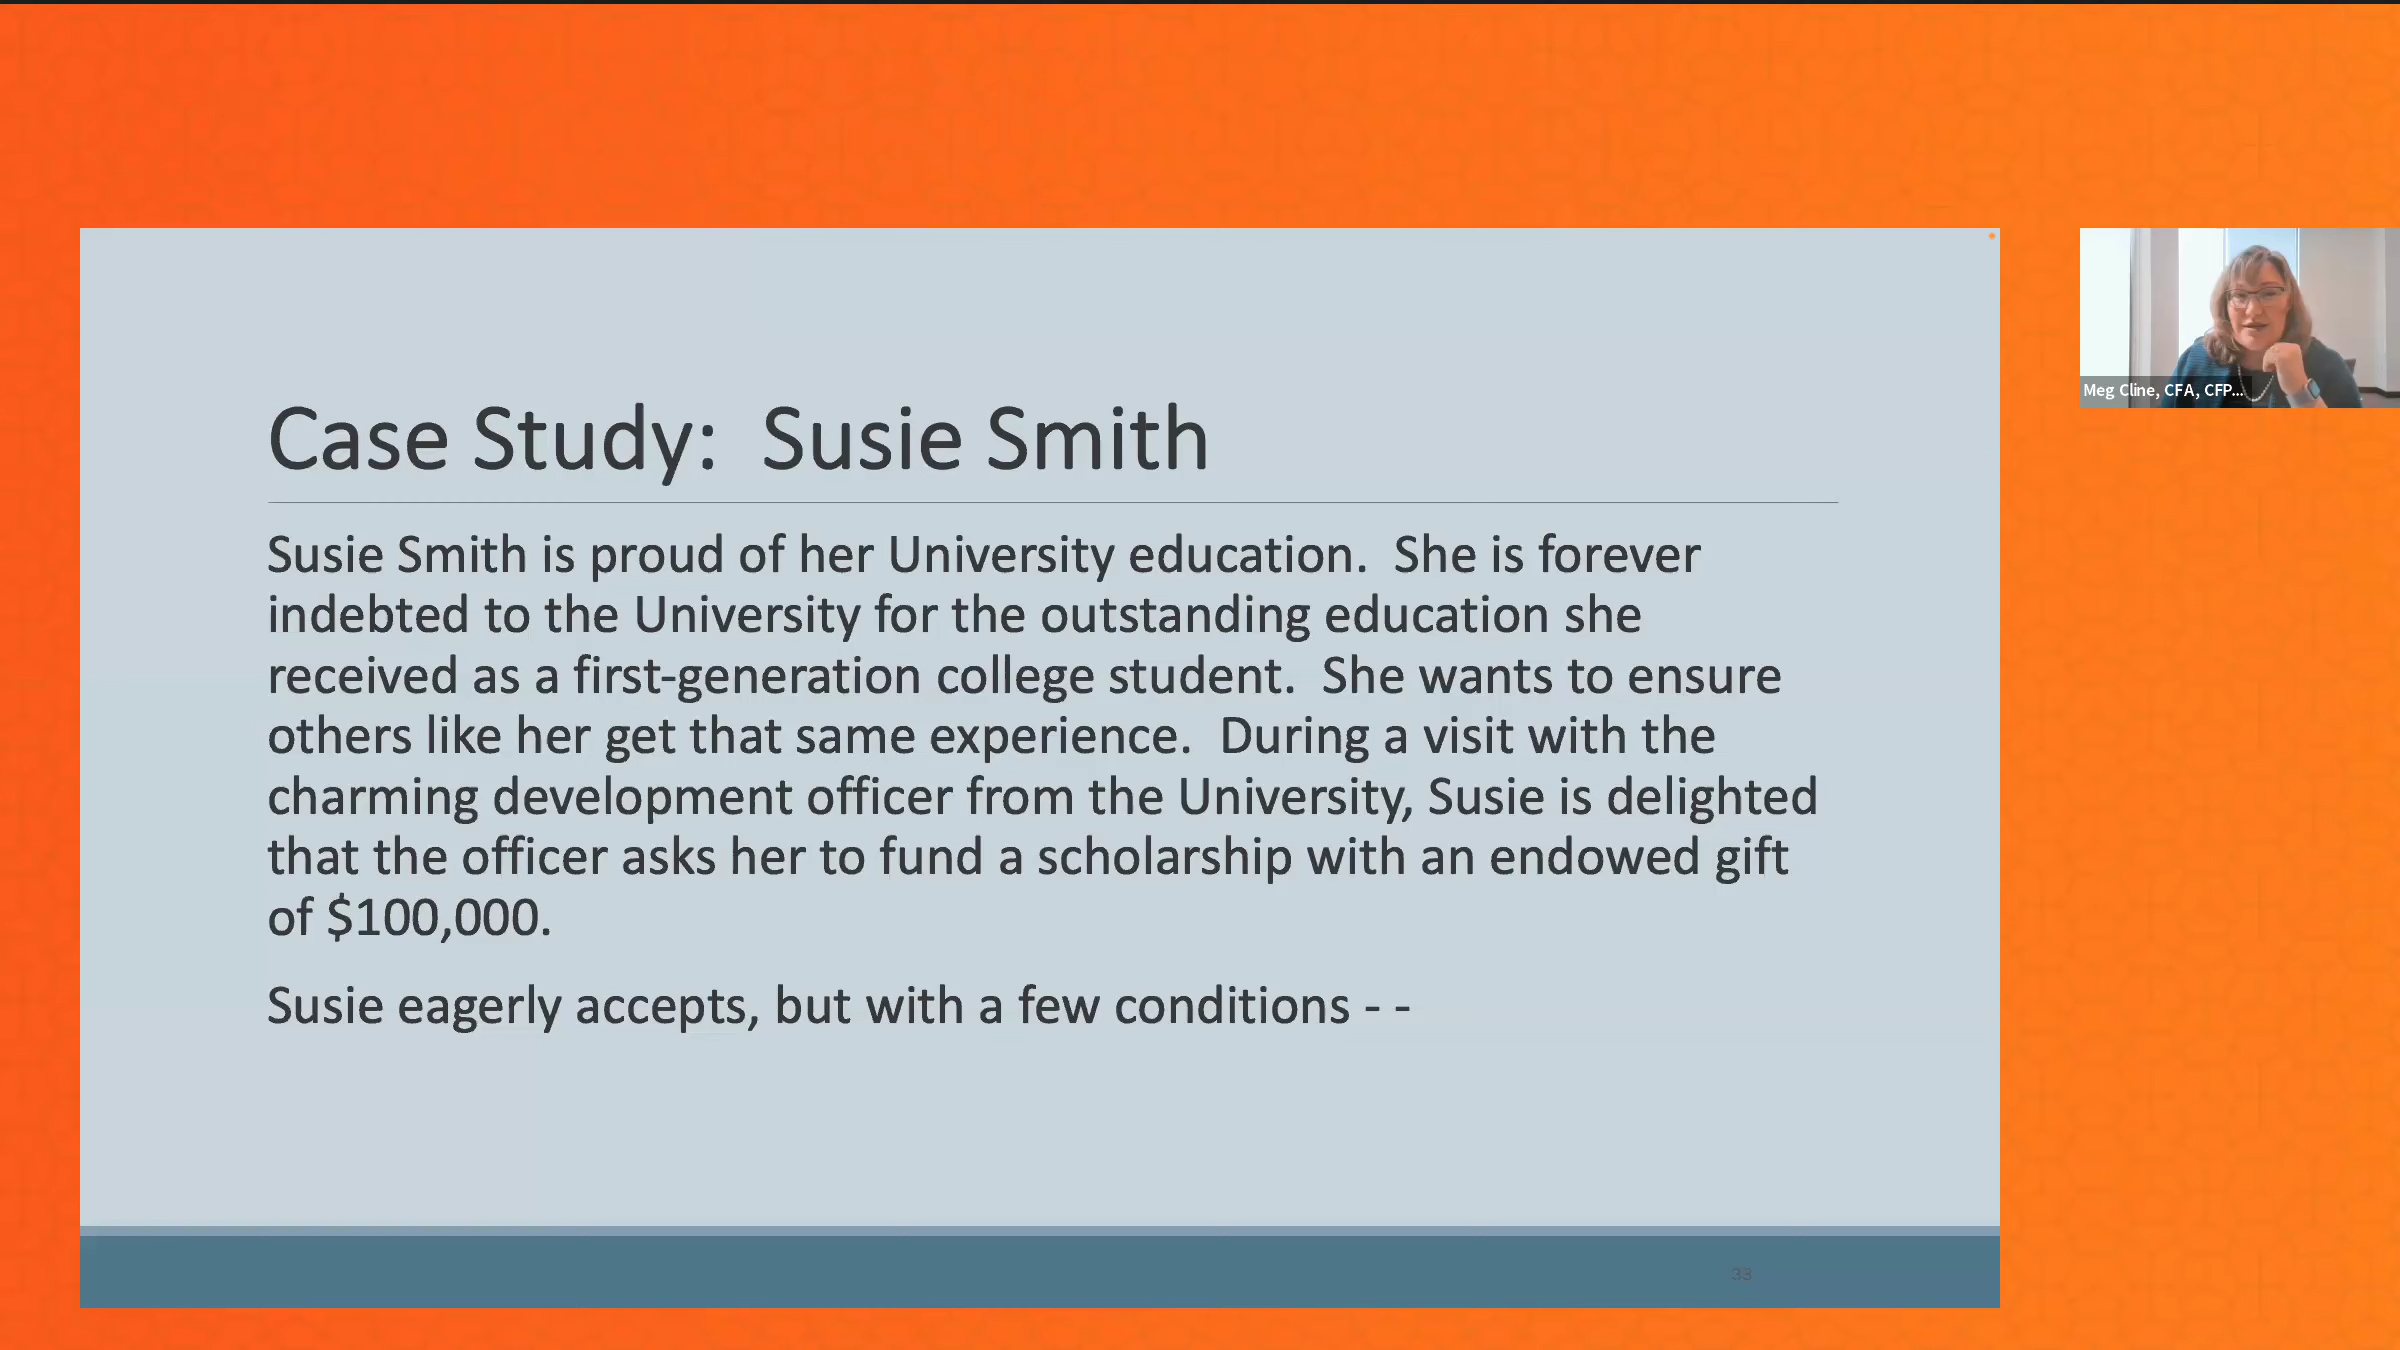 Case Study:  Susie Smith
Susie Smith is proud of her University education.  She is forever
indebted to the University for the outstanding education she
received as a first-generation college student.  She wants to ensure
others like her get that same experience.  During a visit with the
charming development officer from the University, Susie is delighted
that the officer asks her to fund a scholarship with an endowed gift
of $100,000.
Susie eagerly accepts, but with a few conditions - -
33
Meg Cline, CFA, CFP...